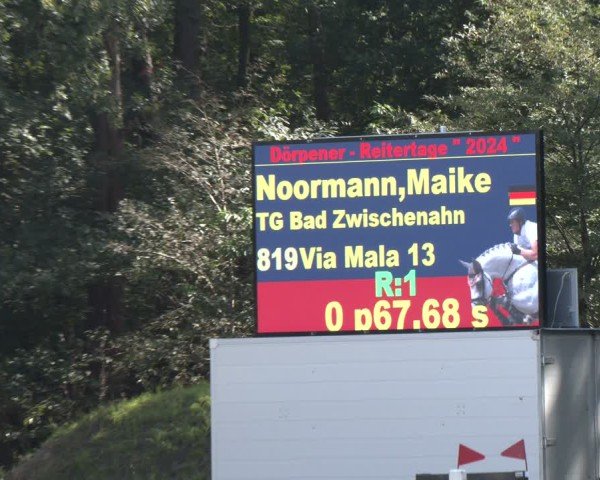 Dörpener - Reitertage " 2024 "
Noormann,Maike
TG Bad Zwischenahn
819Via Mala 13
R:1
0 p67.68 s